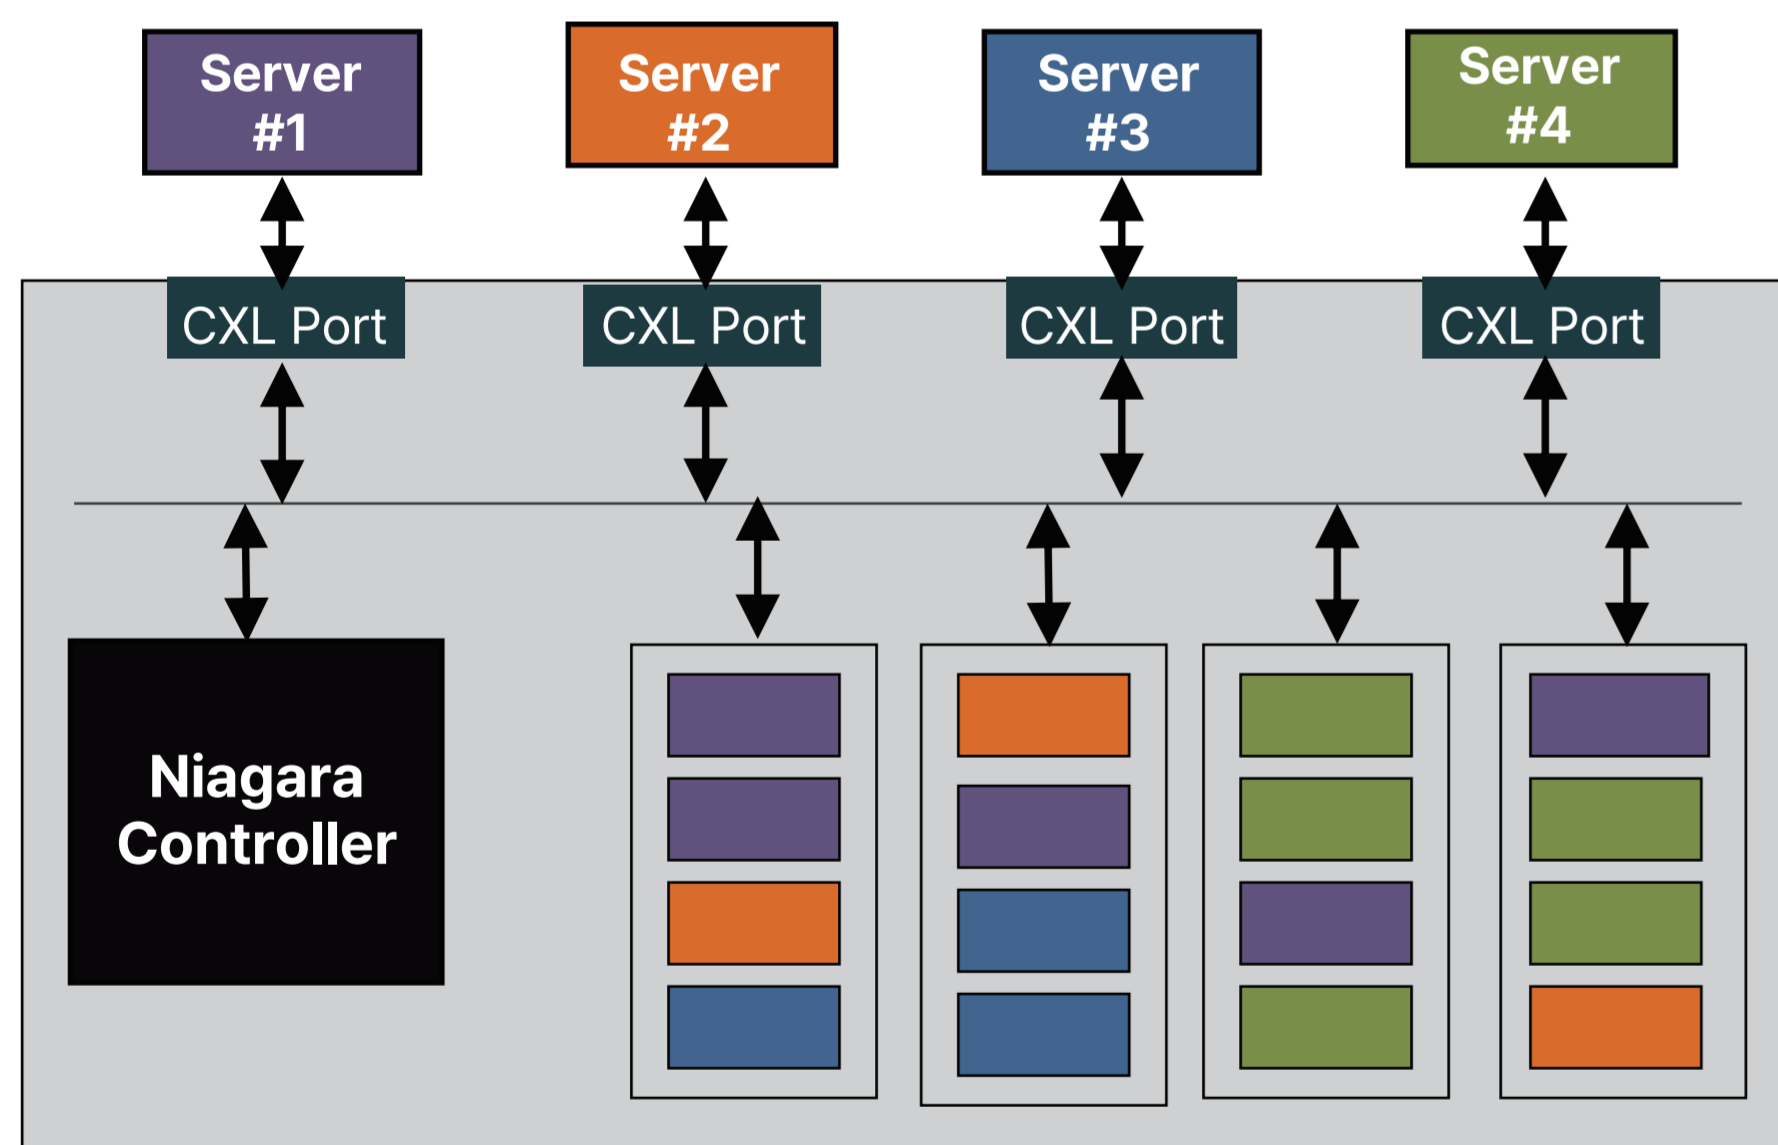 Server
#1
Server
#2
Server
#3
Server
#4
CXL Port
CXL Port
CXL Port
CXL Port
Niagara
Controller